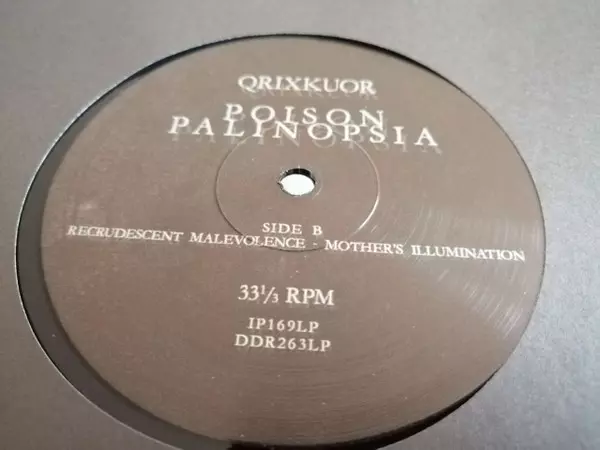 QRIXKUOR
POISON
PALINOPSIA
SIDE B
RECRUDESCENT MALEVOLENCE - MOTHER'S ILLUMINATION
33⅓ RPM
IP169LP
DDR263LP